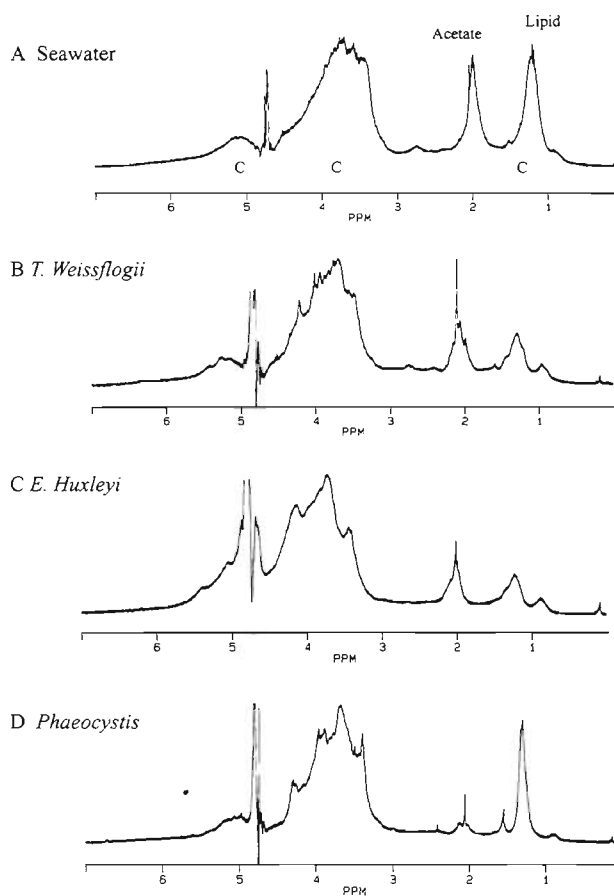 A Seawater
Acetate
Lipid
C C C
6 5 4 3 2 1
PPM
B T. Weissflogii
6 5 4 3 2 1
PPM
C E. Huxleyi
6 5 4 3 2 1
PPM
D Phaeocystis
6 5 4 3 2 1
PPM